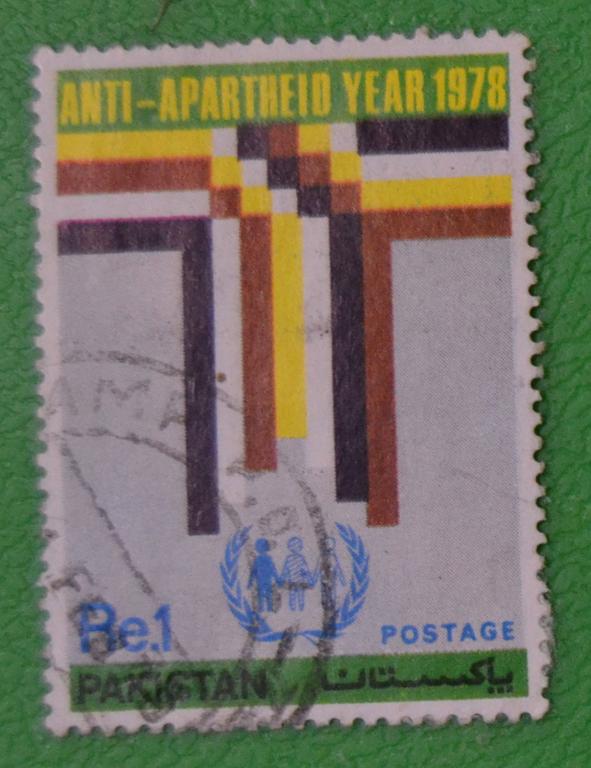 ANTI-APARTHEID YEAR 1978
Re.1
POSTAGE
PAKISTAN پاکستان